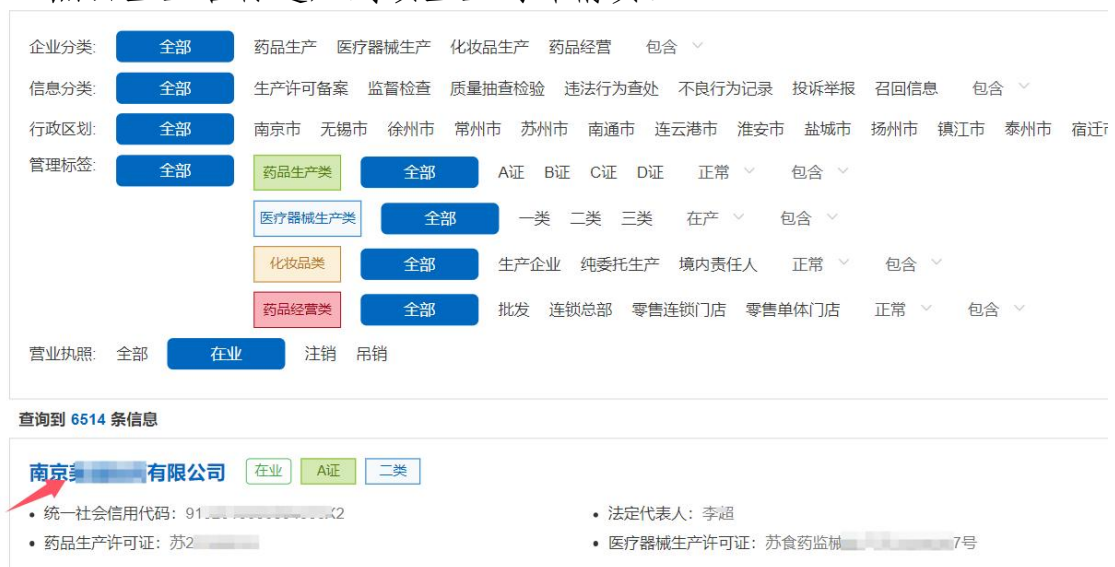 企业分类: 全部 药品生产 医疗器械生产 化妆品生产 药品经营 包含
信息分类: 全部 生产许可备案 监督检查 质量抽查检验 违法行为查处 不良行为记录 投诉举报 召回信息 包含
行政区划: 全部 南京市 无锡市 徐州市 常州市 苏州市 南通市 连云港市 淮安市 盐城市 扬州市 镇江市 泰州市 宿迁市
管理标签: 全部 药品生产类 全部 A证 B证 C证 D证 正常 包含
医疗器械生产类 全部 一类 二类 三类 在产 包含
化妆品类 全部 生产企业 纯委托生产 境内责任人 正常 包含
药品经营类 全部 批发 连锁总部 零售连锁门店 零售单体门店 正常 包含
营业执照: 全部 在业 注销 吊销
查询到 6514 条信息
南京 有限公司 在业 A证 二类
• 统一社会信用代码: 91 X2 • 法定代表人: 李超
• 药品生产许可证: 苏2 • 医疗器械生产许可证: 苏食药监械 7号